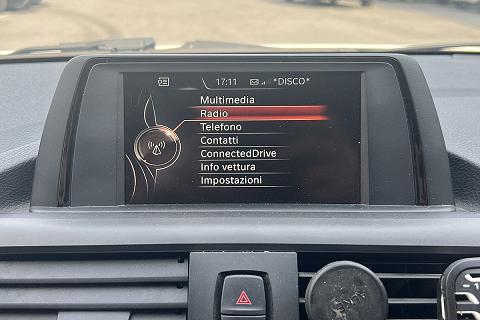 17:11 *DISCO*
Multimedia
Radio
Telefono
Contatti
ConnectedDrive
Info vettura
Impostazioni